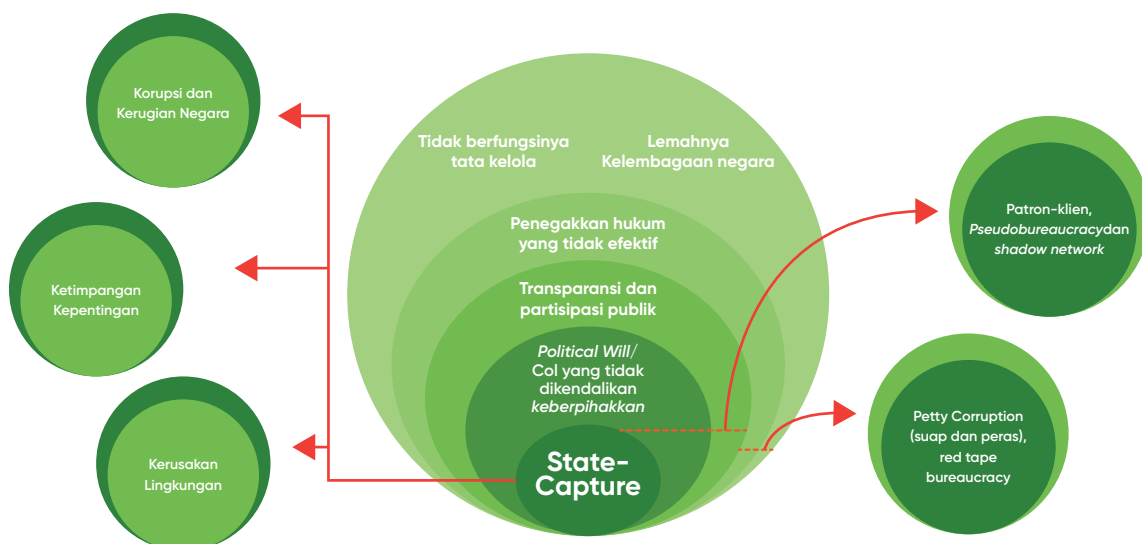 Korupsi dan
Kerugian Negara
Ketimpangan
Kepentingan
Kerusakan
Lingkungan
Tidak berfungsinya
tata kelola
Lemahnya
Kelembagaan negara
Penegakkan hukum
yang tidak efektif
Transparansi dan
partisipasi publik
Political Will/
Col yang tidak
dikendalikan
keberpihakkan
State-
Capture
Patron-klien,
Pseudobureaucracydan
shadow network
Petty Corruption
(suap dan peras),
red tape
bureaucracy